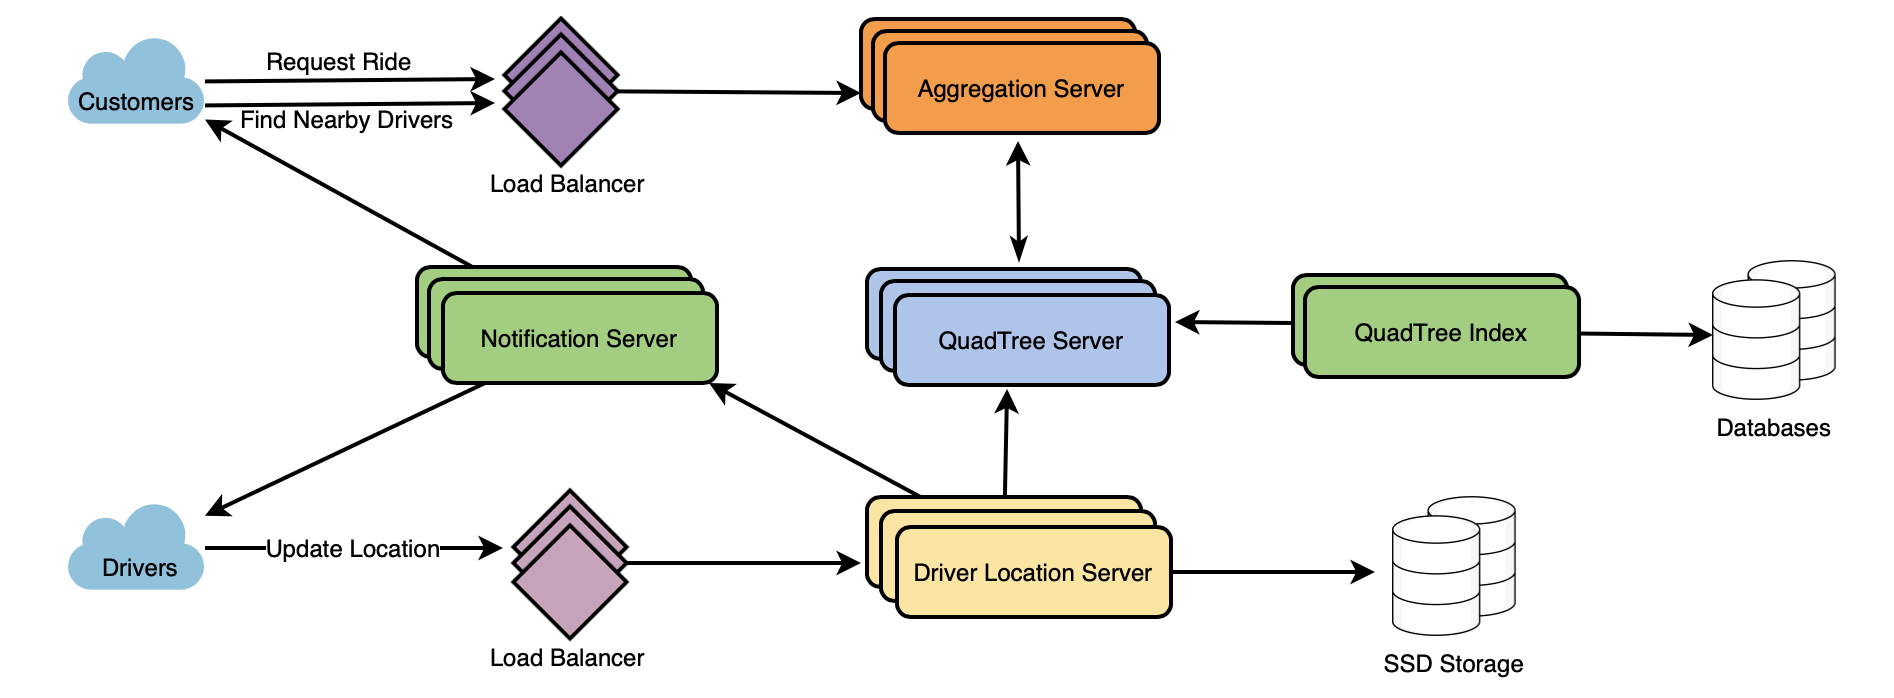 Request Ride
Customers
Aggregation Server
Find Nearby Drivers
Load Balancer
Notification Server
QuadTree Server
QuadTree Index
Databases
Update Location
Drivers
Driver Location Server
Load Balancer
SSD Storage